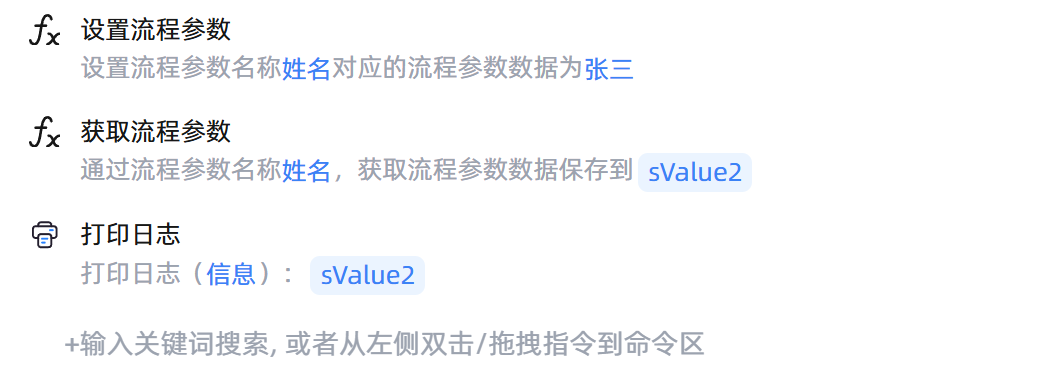 设置流程参数
设置流程参数名称姓名对应的流程参数数据为张三
获取流程参数
通过流程参数名称姓名，获取流程参数数据保存到 sValue2
打印日志
打印日志（信息）： sValue2
+输入关键词搜索, 或者从左侧双击/拖拽指令到命令区